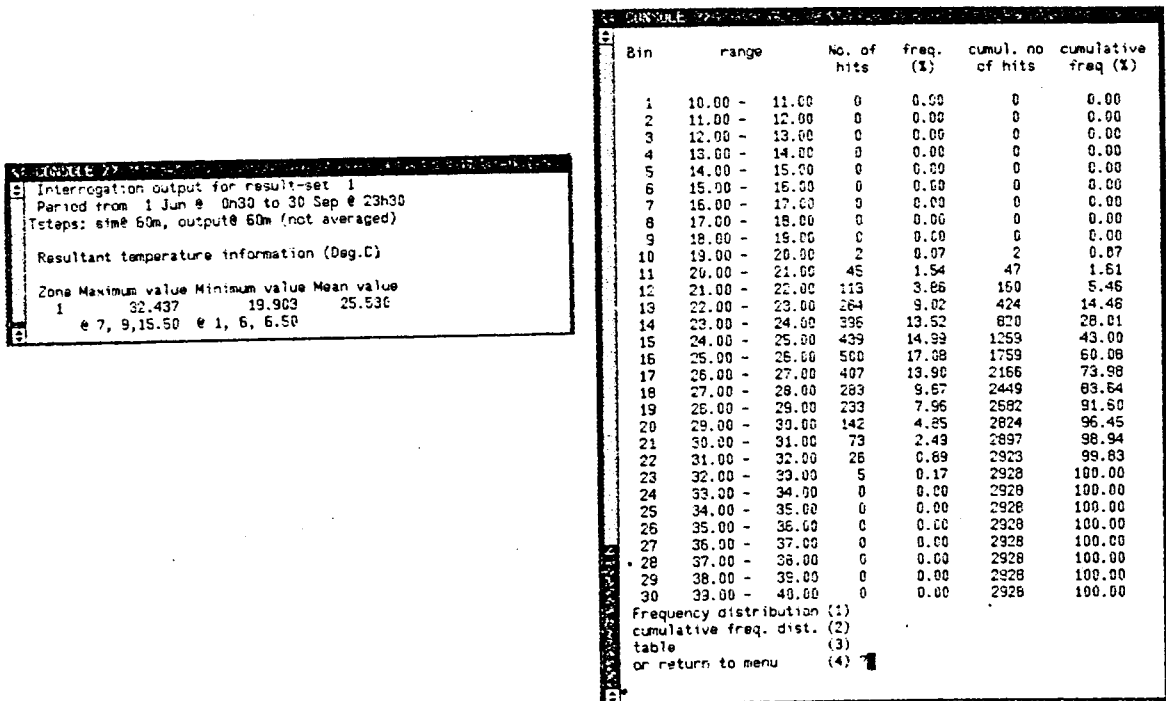 CONSOLE
Interrogation output for result-set 1
Period from 1 Jun @ 0h30 to 30 Sep @ 23h30
Tsteps: sim@ 60m, output@ 60m (not averaged)
Resultant temperature information (Deg.C)
Zone Maximum value Minimum value Mean value
1 32.437 19.903 25.536
@ 7, 9,15.50 @ 1, 6, 6.50
CONSOLE
Bin range No. of freq. cumul. no cumulative
hits (%) of hits freq (%)
1 10.00 - 11.00 0 0.00 0 0.00
2 11.00 - 12.00 0 0.00 0 0.00
3 12.00 - 13.00 0 0.00 0 0.00
4 13.00 - 14.00 0 0.00 0 0.00
5 14.00 - 15.00 0 0.00 0 0.00
6 15.00 - 16.00 0 0.00 0 0.00
7 16.00 - 17.00 0 0.00 0 0.00
8 17.00 - 18.00 0 0.00 0 0.00
9 18.00 - 19.00 0 0.00 0 0.00
10 19.00 - 20.00 2 0.07 2 0.07
11 20.00 - 21.00 45 1.54 47 1.61
12 21.00 - 22.00 113 3.86 160 5.46
13 22.00 - 23.00 264 9.02 424 14.48
14 23.00 - 24.00 396 13.52 820 28.01
15 24.00 - 25.00 439 14.99 1259 43.00
16 25.00 - 26.00 500 17.08 1759 60.08
17 26.00 - 27.00 407 13.90 2166 73.98
18 27.00 - 28.00 283 9.67 2449 83.64
19 28.00 - 29.00 233 7.96 2682 91.60
20 29.00 - 30.00 142 4.85 2824 96.45
21 30.00 - 31.00 73 2.49 2897 98.94
22 31.00 - 32.00 26 0.89 2923 99.83
23 32.00 - 33.00 5 0.17 2928 100.00
24 33.00 - 34.00 0 0.00 2928 100.00
25 34.00 - 35.00 0 0.00 2928 100.00
26 35.00 - 36.00 0 0.00 2928 100.00
27 36.00 - 37.00 0 0.00 2928 100.00
28 37.00 - 38.00 0 0.00 2928 100.00
29 38.00 - 39.00 0 0.00 2928 100.00
30 39.00 - 40.00 0 0.00 2928 100.00
Frequency distribution (1)
cumulative freq. dist. (2)
table (3)
or return to menu (4) ?